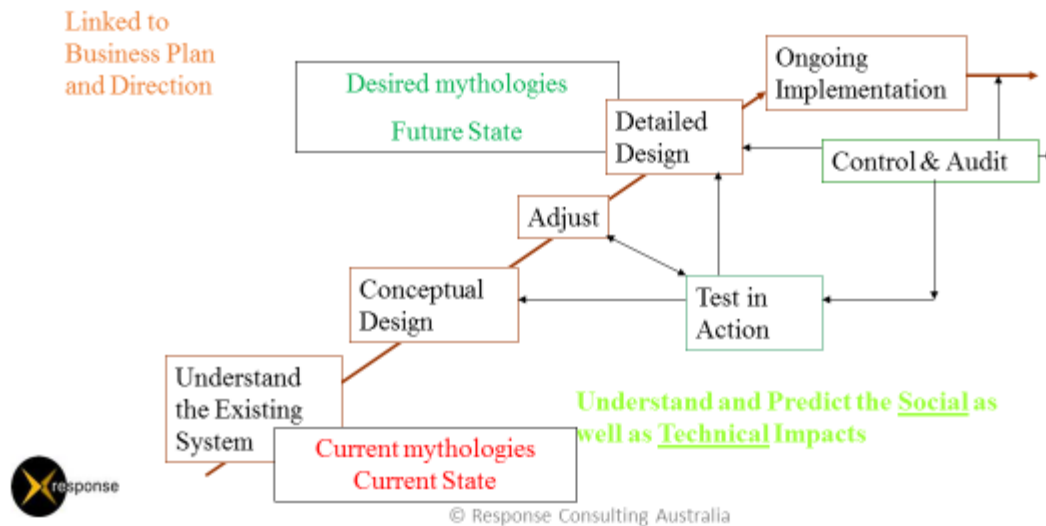 Linked to
Business Plan
and Direction
Desired mythologies
Future State
Ongoing
Implementation
Detailed
Design
Control & Audit
Adjust
Conceptual
Design
Test in
Action
Understand
the Existing
System
Understand and Predict the Social as
well as Technical Impacts
Current mythologies
Current State
response
© Response Consulting Australia